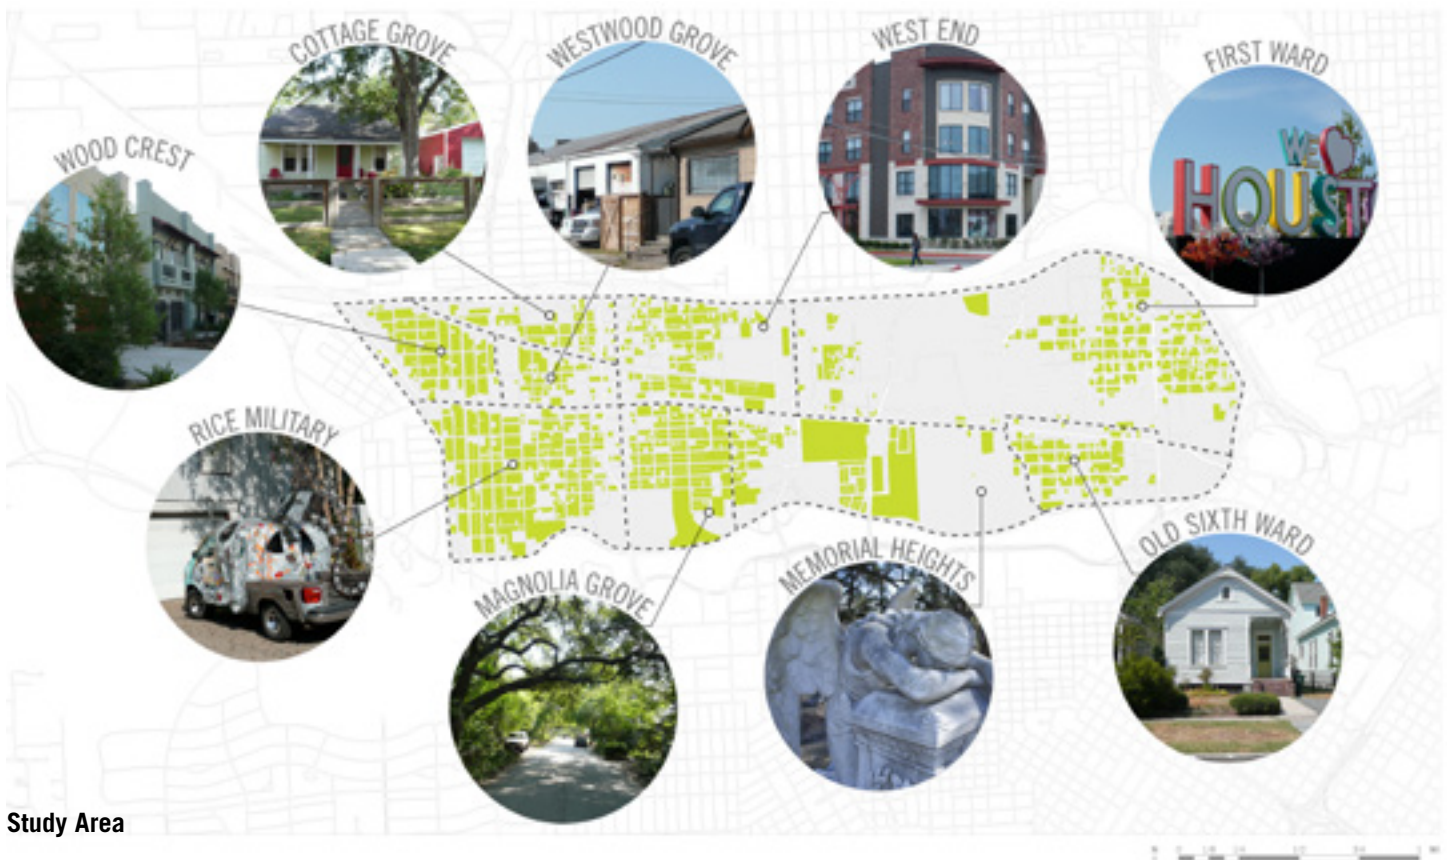 COTTAGE GROVE
WESTWOOD GROVE
WEST END
FIRST WARD
WOOD CREST
WE
HOUST
RICE MILITARY
MAGNOLIA GROVE
MEMORIAL HEIGHTS
OLD SIXTH WARD
Study Area